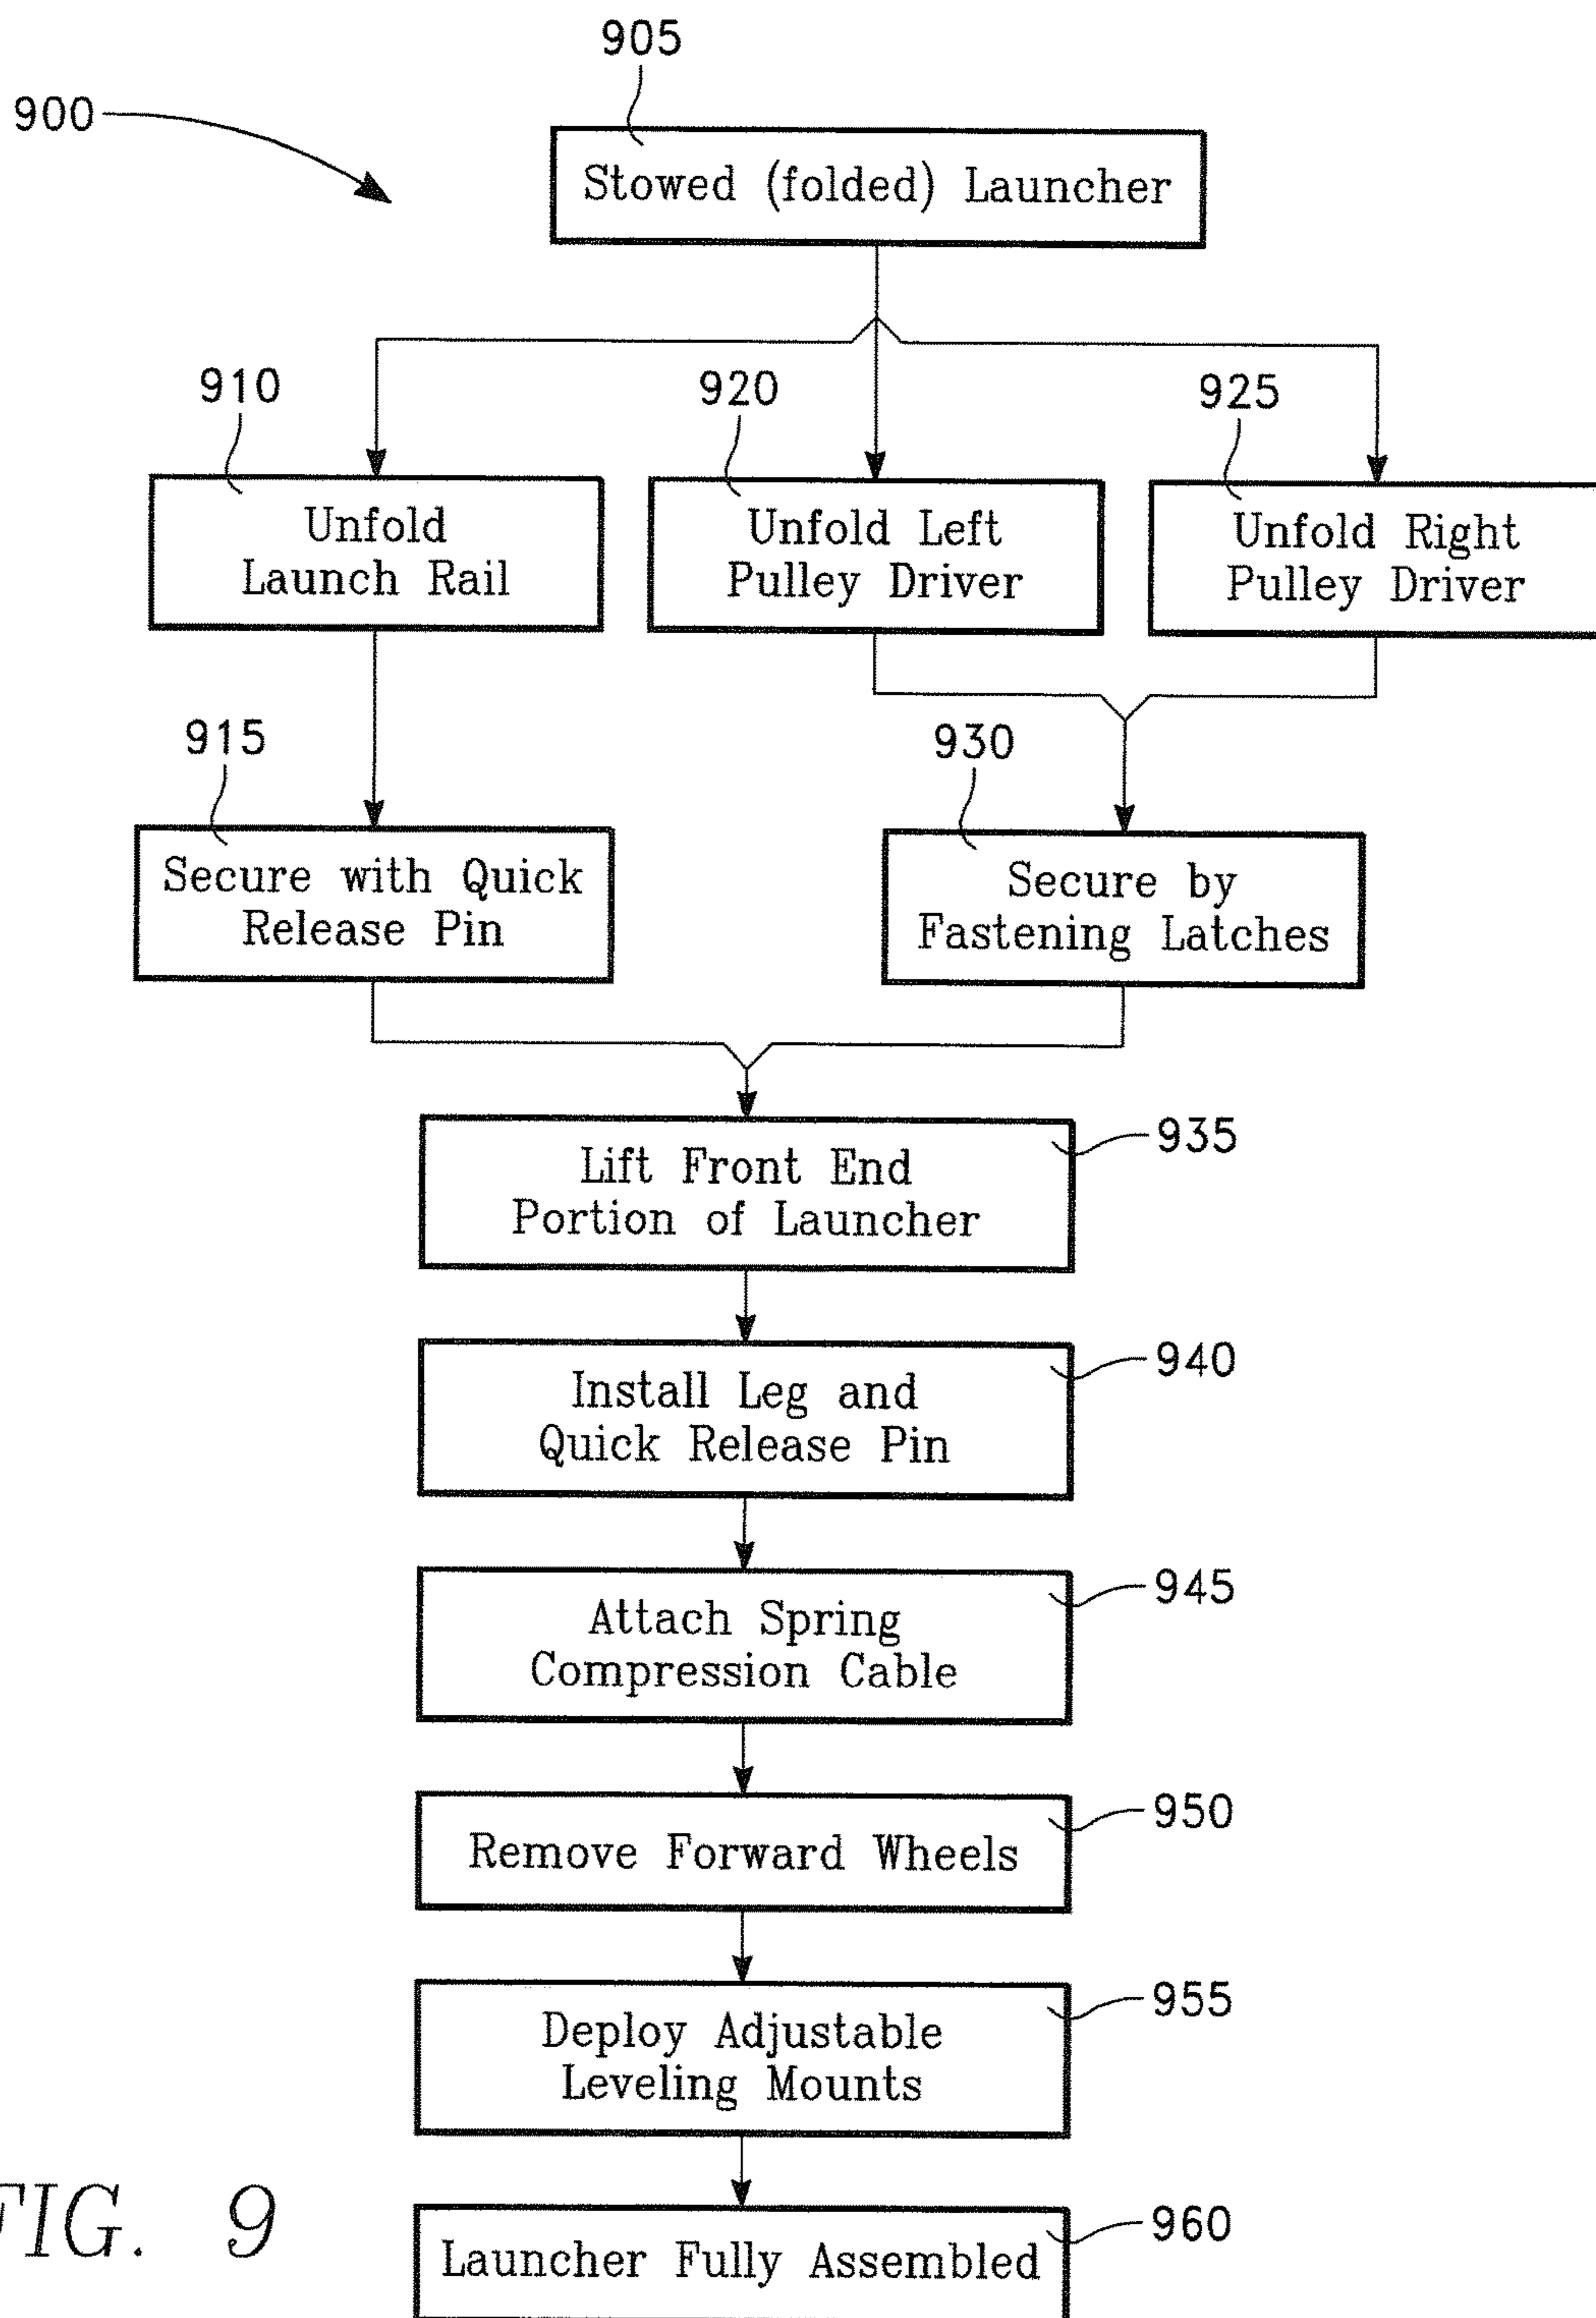 905
900
Stowed (folded) Launcher
910
920
925
Unfold
Launch Rail
Unfold Left
Pulley Driver
Unfold Right
Pulley Driver
915
930
Secure with Quick
Release Pin
Secure by
Fastening Latches
935
Lift Front End
Portion of Launcher
940
Install Leg and
Quick Release Pin
945
Attach Spring
Compression Cable
950
Remove Forward Wheels
955
Deploy Adjustable
Leveling Mounts
960
Launcher Fully Assembled
FIG. 9